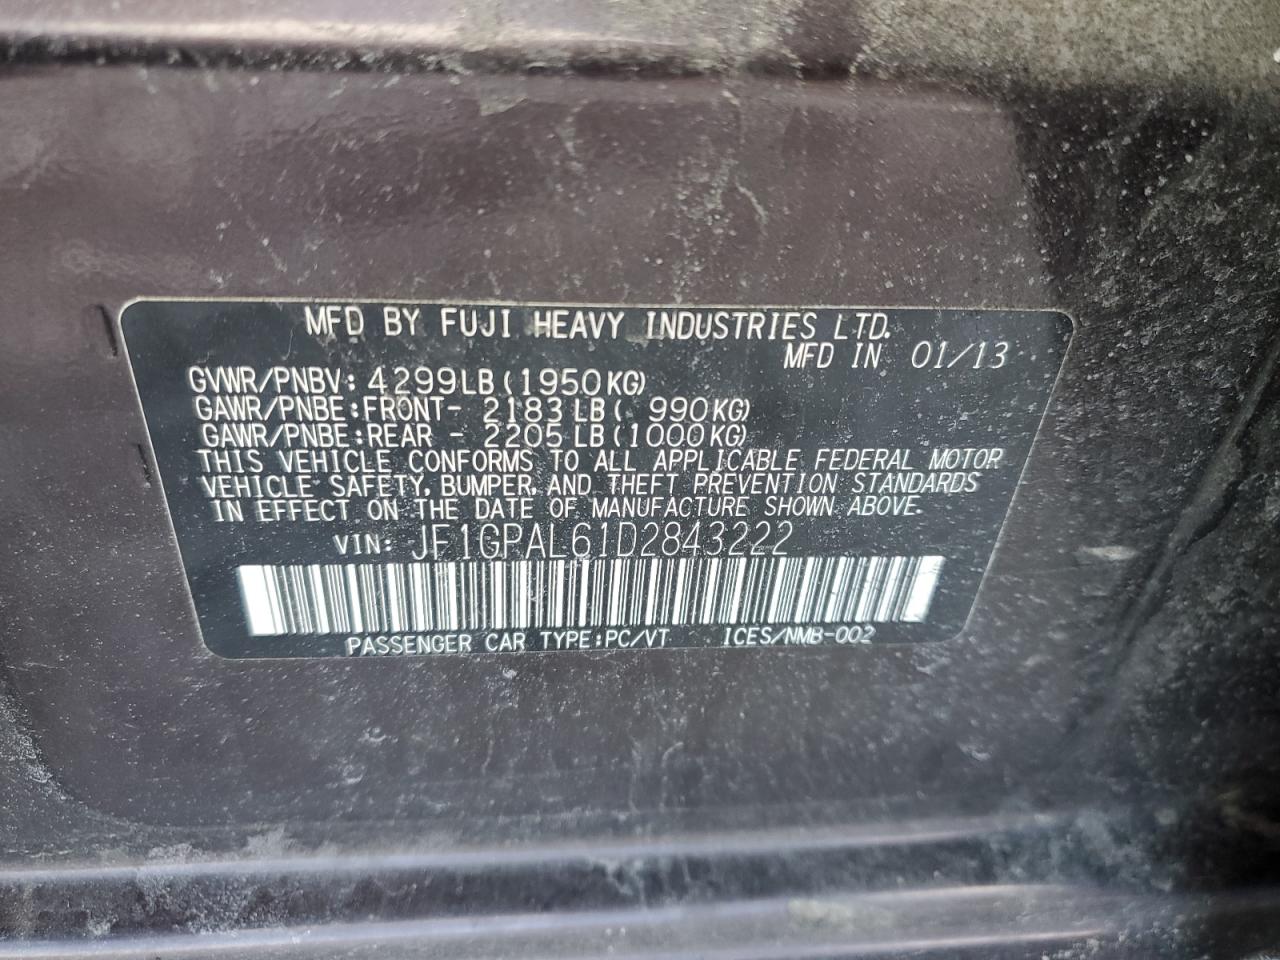 MFD BY FUJI HEAVY INDUSTRIES LTD.
MFD IN 01/13
GVWR/PNBV: 4299LB(1950KG)
GAWR/PNBE:FRONT- 2183LB( 990KG)
GAWR/PNBE:REAR - 2205LB(1000KG)
THIS VEHICLE CONFORMS TO ALL APPLICABLE FEDERAL MOTOR
VEHICLE SAFETY, BUMPER, AND THEFT PREVENTION STANDARDS
IN EFFECT ON THE DATE OF MANUFACTURE SHOWN ABOVE.
VIN: JF1GPAL61D2843222
PASSENGER CAR TYPE:PC/VT ICES/NMB-002